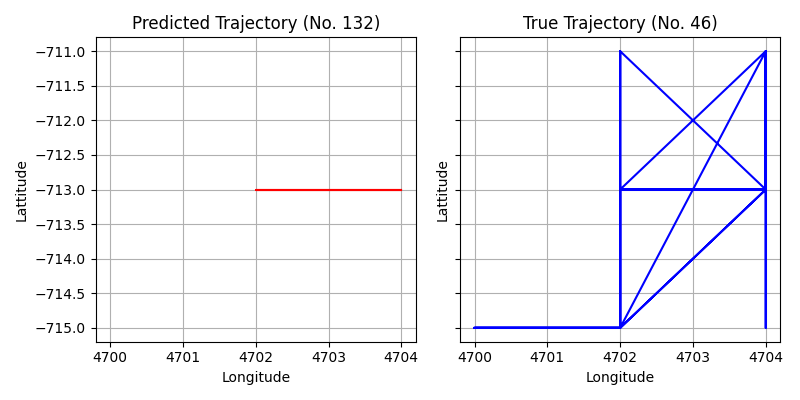 Predicted Trajectory (No. 132)
−711.0
−711.5
−712.0
−712.5
−713.0
−713.5
−714.0
−714.5
−715.0
Lattitude
4700 4701 4702 4703 4704
Longitude
True Trajectory (No. 46)
Lattitude
4700 4701 4702 4703 4704
Longitude